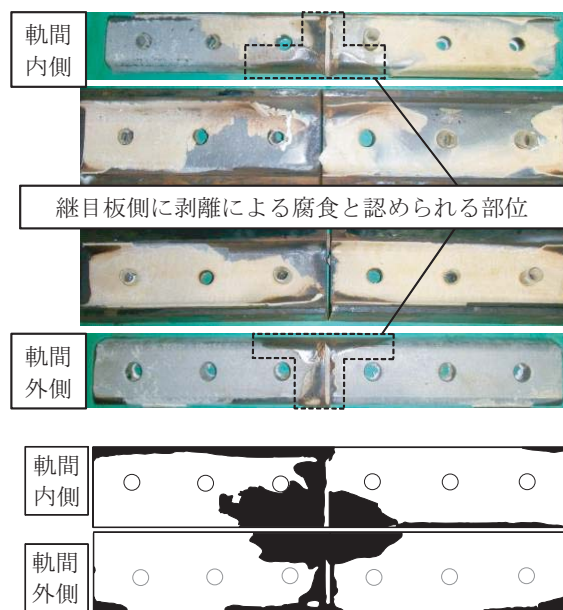 軌間
内側
継目板側に剥離による腐食と認められる部位
軌間
外側
軌間
内側
軌間
外側